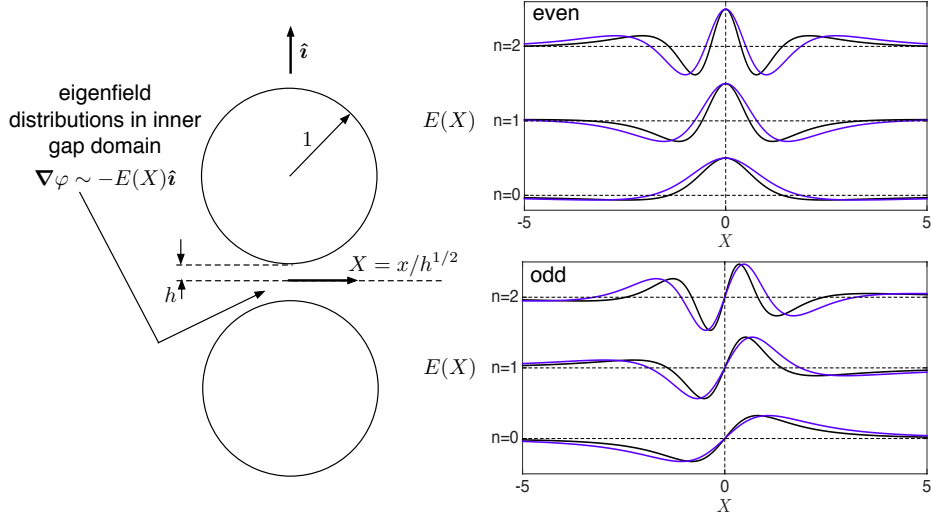 eigenfield
distributions in inner
gap domain
∇φ ∼ −E(X)î
î
1
h
X = x/h^{1/2}
even
E(X)
n=2
n=1
n=0
-5
0
5
X
odd
E(X)
n=2
n=1
n=0
-5
0
5
X